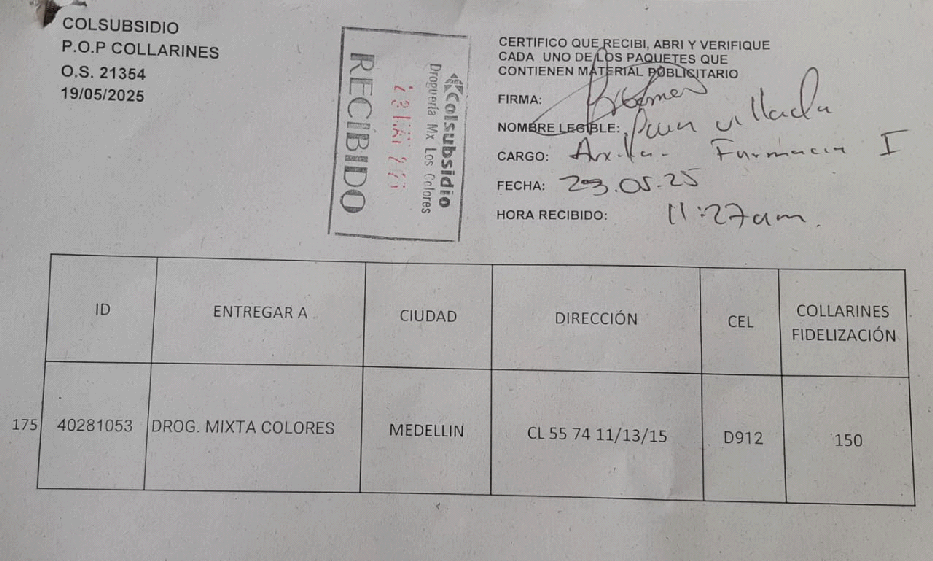 COLSUBSIDIO
P.O.P COLLARINES
O.S. 21354
19/05/2025
Colsubsidio
Droguería Mx Los Colores
RECIBIDO
CERTIFICO QUE RECIBI, ABRI Y VERIFIQUE
CADA UNO DE LOS PAQUETES QUE
CONTIENEN MATERIAL PUBLICITARIO
FIRMA:
NOMBRE LEGIBLE: villada
CARGO: Farmacia I
FECHA: 23.05.25
HORA RECIBIDO: 11:27am.
ID ENTREGAR A CIUDAD DIRECCIÓN CEL COLLARINES FIDELIZACIÓN
175 40281053 DROG. MIXTA COLORES MEDELLIN CL 55 74 11/13/15 D912 150